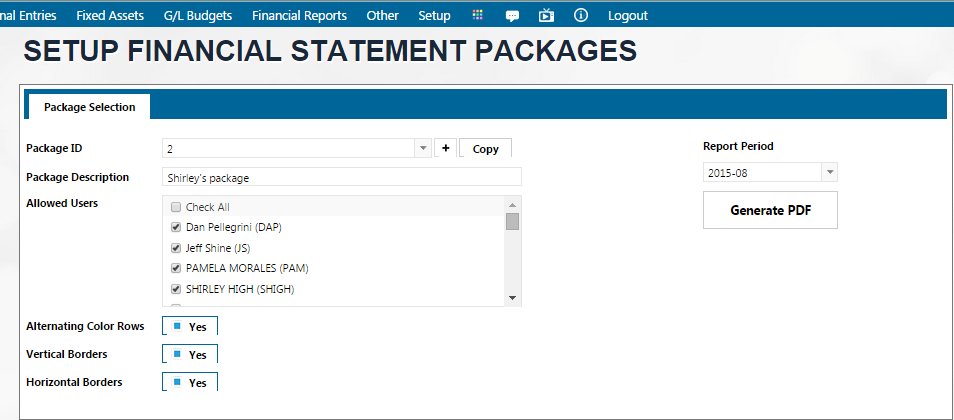 nal Entries Fixed Assets G/L Budgets Financial Reports Other Setup Logout
SETUP FINANCIAL STATEMENT PACKAGES
Package Selection
Package ID 2 + Copy
Package Description Shirley's package
Allowed Users Check All
Dan Pellegrini (DAP)
Jeff Shine (JS)
PAMELA MORALES (PAM)
SHIRLEY HIGH (SHIGH)
Alternating Color Rows Yes
Vertical Borders Yes
Horizontal Borders Yes
Report Period
2015-08
Generate PDF